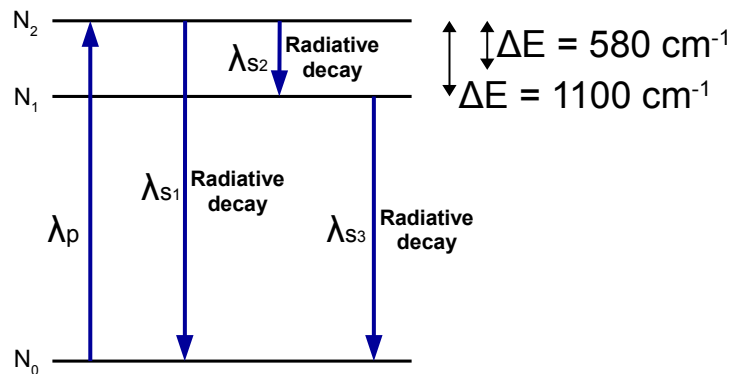 N₂
ΔE = 580 cm⁻¹
λs₂
Radiative
decay
N₁
ΔE = 1100 cm⁻¹
λs₁
Radiative
decay
λp
λs₃
Radiative
decay
N₀